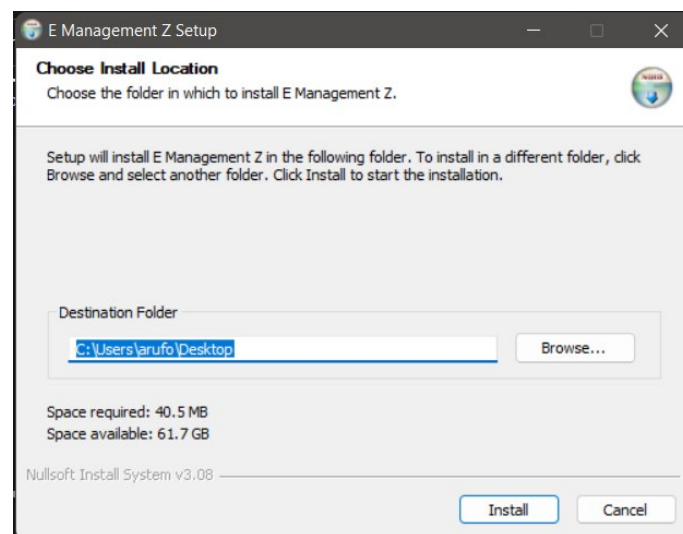 E Management Z Setup
Choose Install Location
Choose the folder in which to install E Management Z.
NSIS
Setup will install E Management Z in the following folder. To install in a different folder, click
Browse and select another folder. Click Install to start the installation.
Destination Folder
C:\Users\arufo\Desktop
Browse...
Space required: 40.5 MB
Space available: 61.7 GB
Nullsoft Install System v3.08
Install
Cancel